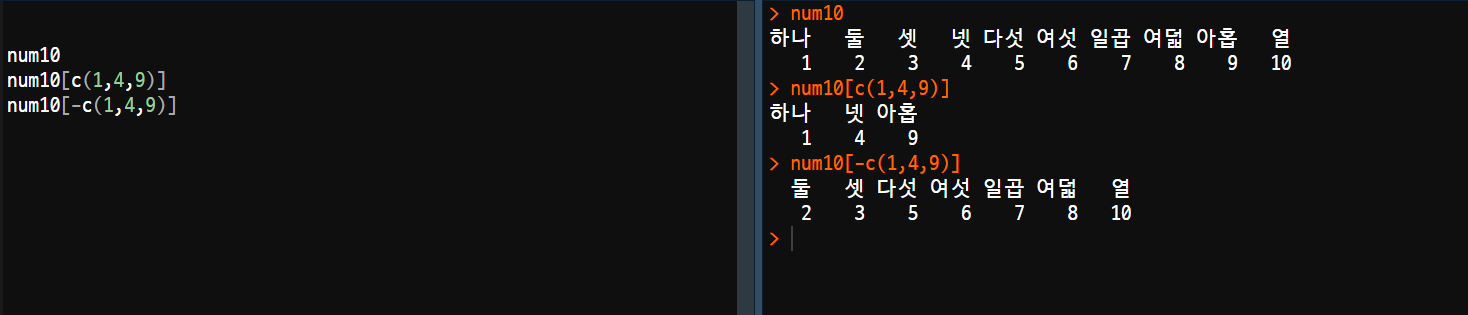 num10
num10[c(1,4,9)]
num10[-c(1,4,9)]
> num10
하나 둘 셋 넷 다섯 여섯 일곱 여덟 아홉 열
1 2 3 4 5 6 7 8 9 10
> num10[c(1,4,9)]
하나 넷 아홉
1 4 9
> num10[-c(1,4,9)]
둘 셋 다섯 여섯 일곱 여덟 열
2 3 5 6 7 8 10
>